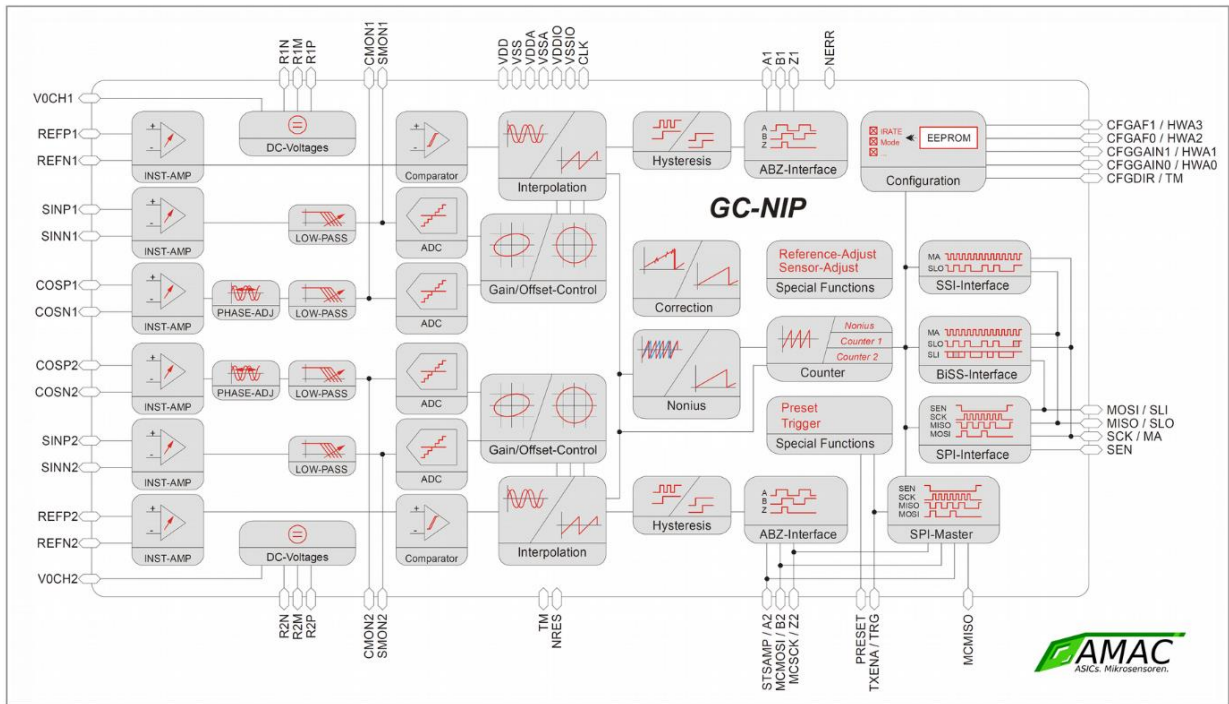 R1N
R1M
R1P
CMON1
SMON1
VDD
VSS
VDDA
VSSA
VDDIO
VSSIO
CLK
A1
B1
Z1
NERR
V0CH1
REFP1
REFN1
SINP1
SINN1
COSP1
COSN1
COSP2
COSN2
SINP2
SINN2
REFP2
REFN2
V0CH2
+
-
INST-AMP
=
DC-Voltages
Comparator
Interpolation
Hysteresis
A
B
Z
ABZ-Interface
IRATE
Mode
...
EEPROM
Configuration
CFGAF1 / HWA3
CFGAF0 / HWA2
CFGGAIN1 / HWA1
CFGGAIN0 / HWA0
CFGDIR / TM
GC-NIP
+
-
INST-AMP
LOW-PASS
ADC
Gain/Offset-Control
+
-
INST-AMP
PHASE-ADJ
LOW-PASS
ADC
Correction
Reference-Adjust
Sensor-Adjust
Special Functions
MA
SLO
SSI-Interface
+
-
INST-AMP
PHASE-ADJ
LOW-PASS
ADC
Gain/Offset-Control
Nonius
Nonius
Counter 1
Counter 2
Counter
MA
SLO
SLI
BiSS-Interface
+
-
INST-AMP
LOW-PASS
ADC
Preset
Trigger
Special Functions
SEN
SCK
MISO
MOSI
SPI-Interface
MOSI / SLI
MISO / SLO
SCK / MA
SEN
+
-
INST-AMP
=
DC-Voltages
Comparator
Interpolation
Hysteresis
A
B
Z
ABZ-Interface
SEN
SCK
MISO
MOSI
SPI-Master
R2N
R2M
R2P
CMON2
SMON2
TM
NRES
STSAMP / A2
MCMOSI / B2
MCSCK / Z2
PRESET
TXENA / TRG
MCMISO
AMAC
ASICs. Mikrosensoren.